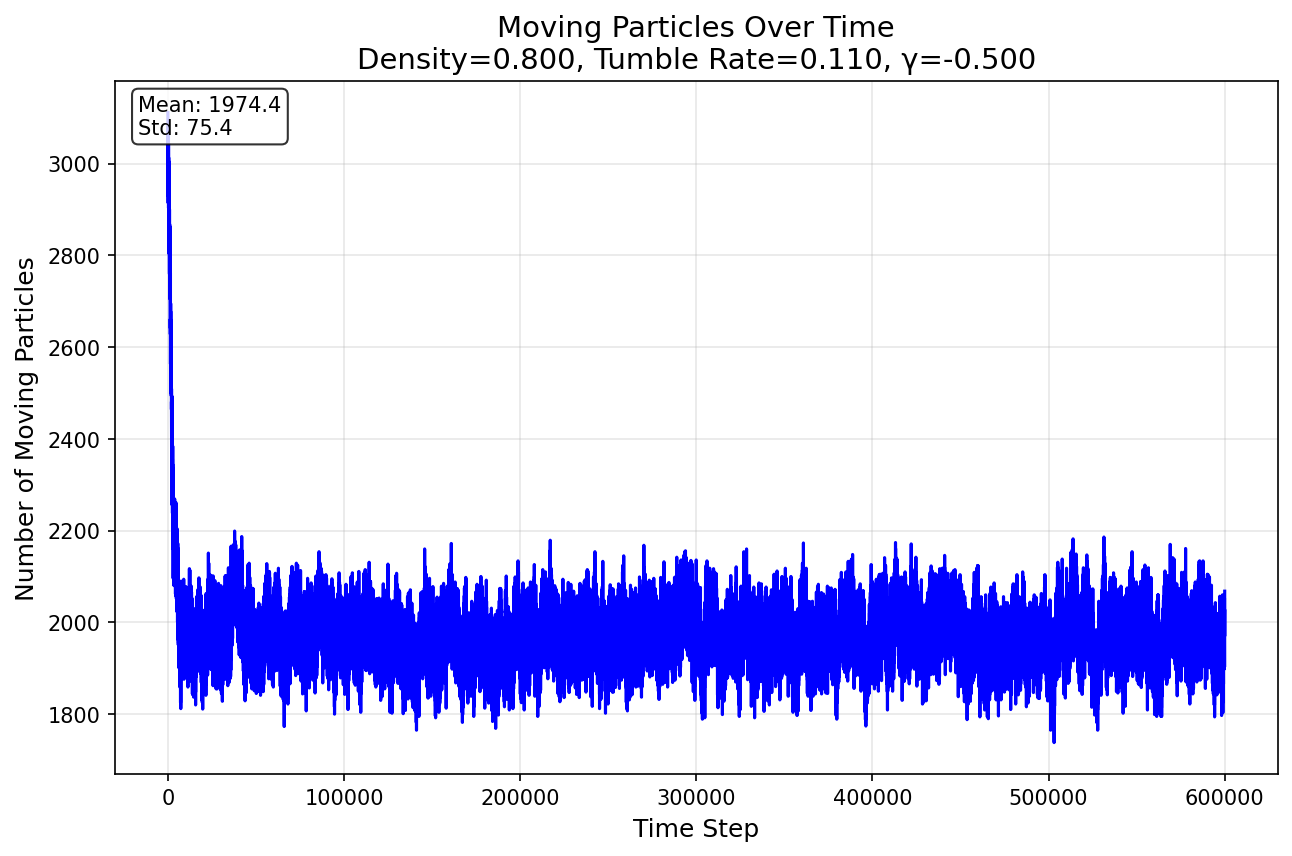 Moving Particles Over Time
Density=0.800, Tumble Rate=0.110, γ=-0.500
Mean: 1974.4
Std: 75.4
Number of Moving Particles
3000
2800
2600
2400
2200
2000
1800
0 100000 200000 300000 400000 500000 600000
Time Step